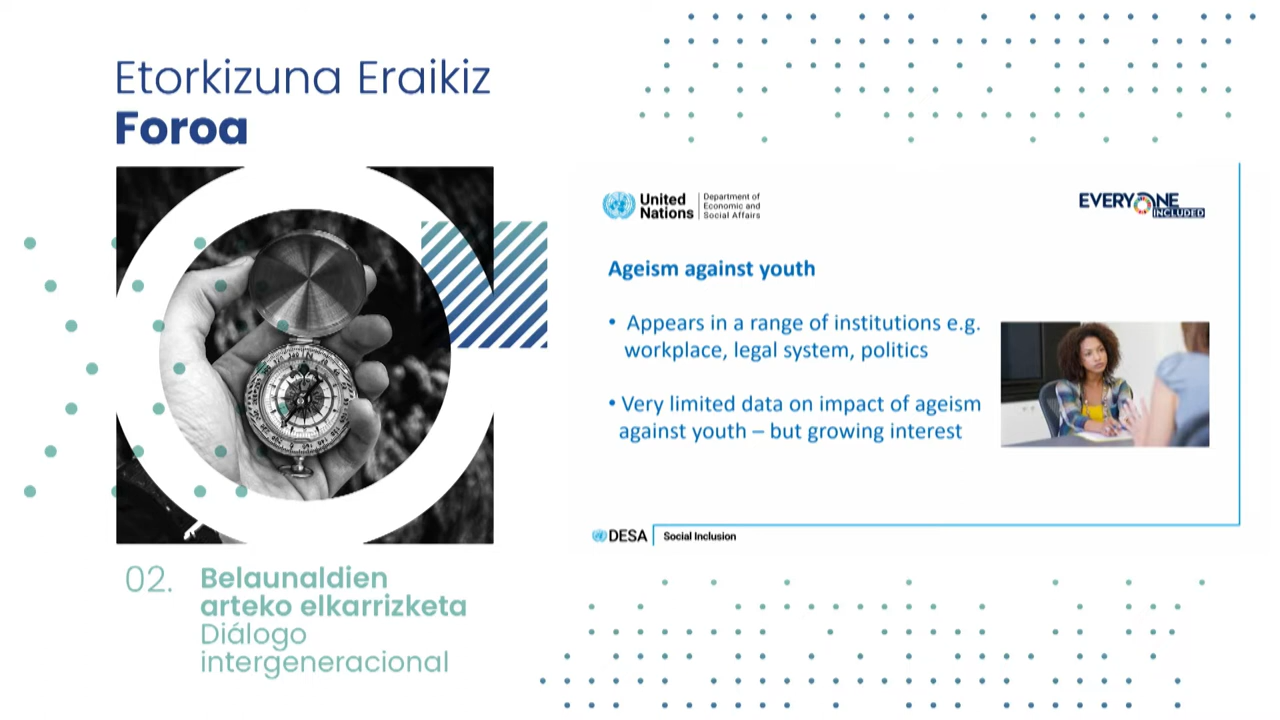 Etorkizuna Eraikiz
Foroa
United
Nations
Department of
Economic and
Social Affairs
EVERYONE
INCLUDED
Ageism against youth
• Appears in a range of institutions e.g.
workplace, legal system, politics
• Very limited data on impact of ageism
against youth – but growing interest
DESA
Social Inclusion
02.
Belaunaldien
arteko elkarrizketa
Diálogo
intergeneracional